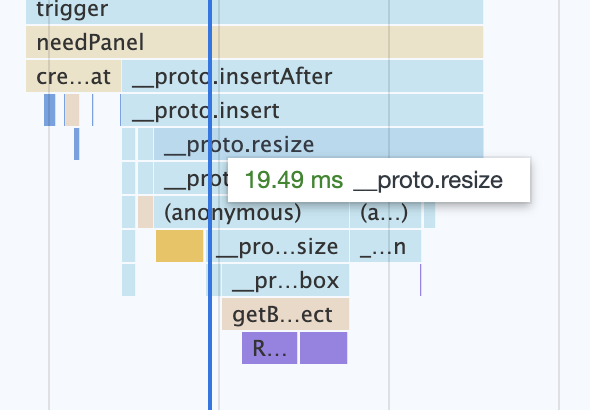 trigger
needPanel
cre...at __proto.insertAfter
__proto.insert
__proto.resize
__prot
19.49 ms __proto.resize
(anonymous) (a...)
__pro...size _...n
__pr...box
getB...ect
R...